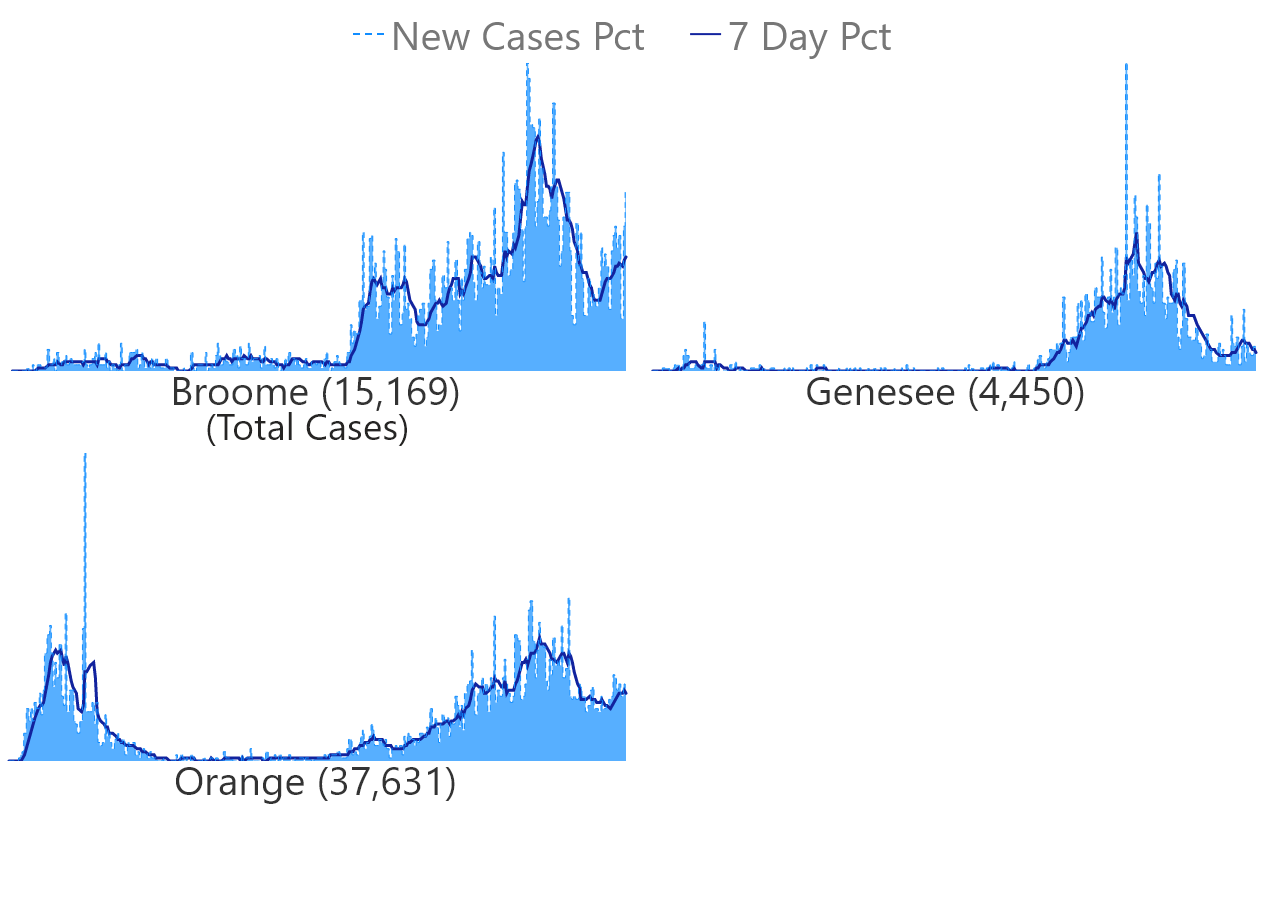 New Cases Pct 7 Day Pct
Broome (15,169) Genesee (4,450)
(Total Cases)
Orange (37,631)